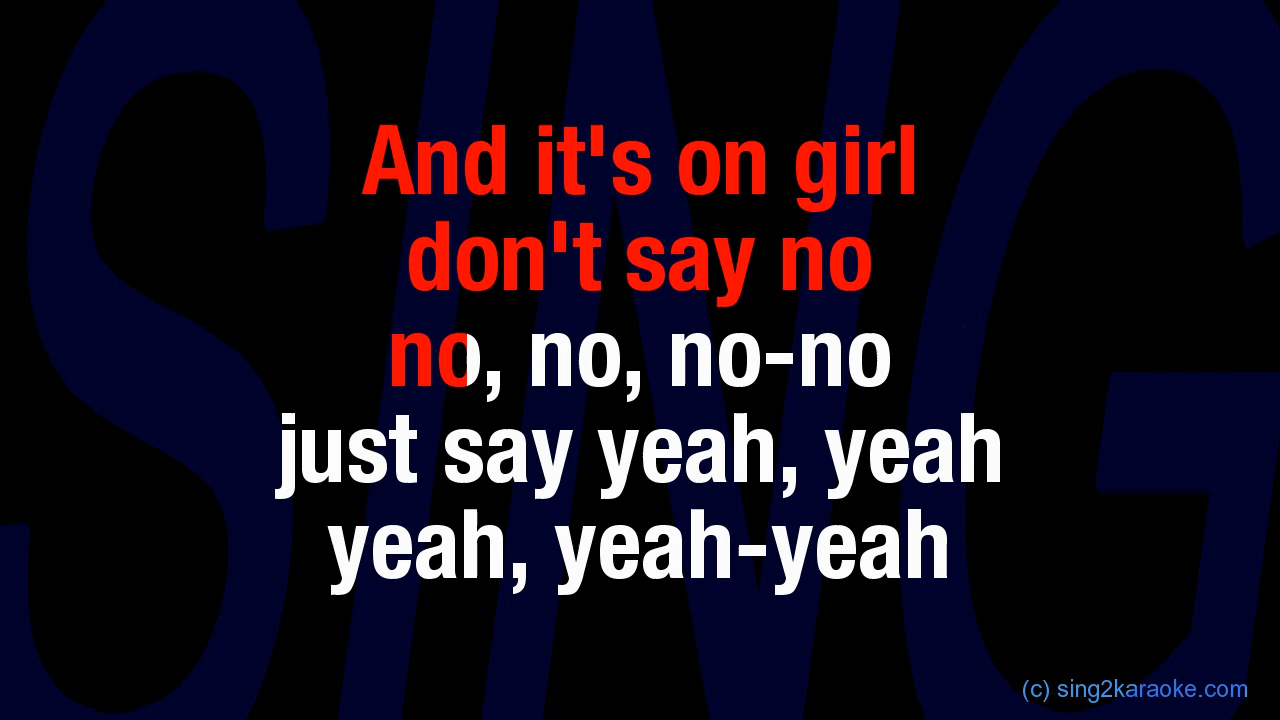 And it's on girl
don't say no
no, no, no-no
just say yeah, yeah
yeah, yeah-yeah
SING
(c) sing2karaoke.com